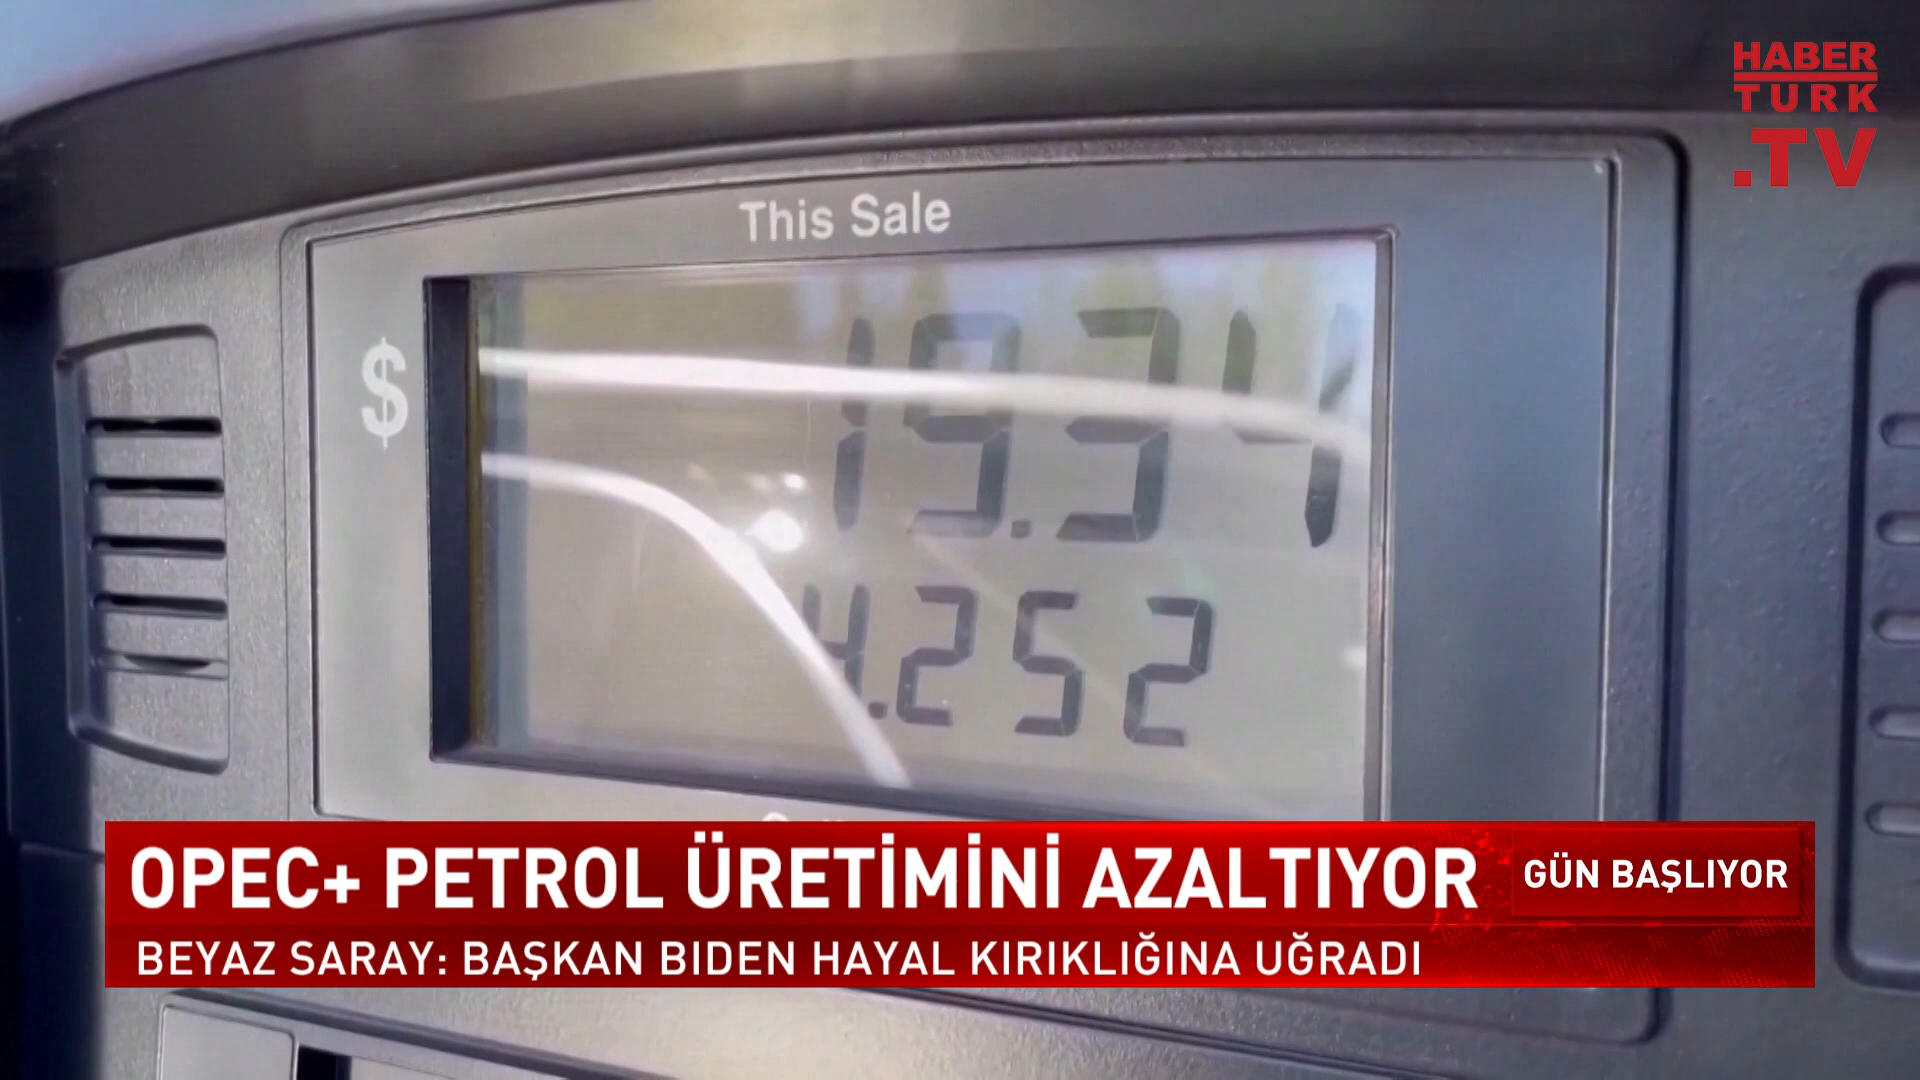 HABER
TURK
.TV
This Sale
$
19.34
4.252
OPEC+ PETROL ÜRETİMİNİ AZALTIYOR
GÜN BAŞLIYOR
BEYAZ SARAY: BAŞKAN BIDEN HAYAL KIRIKLIĞINA UĞRADI